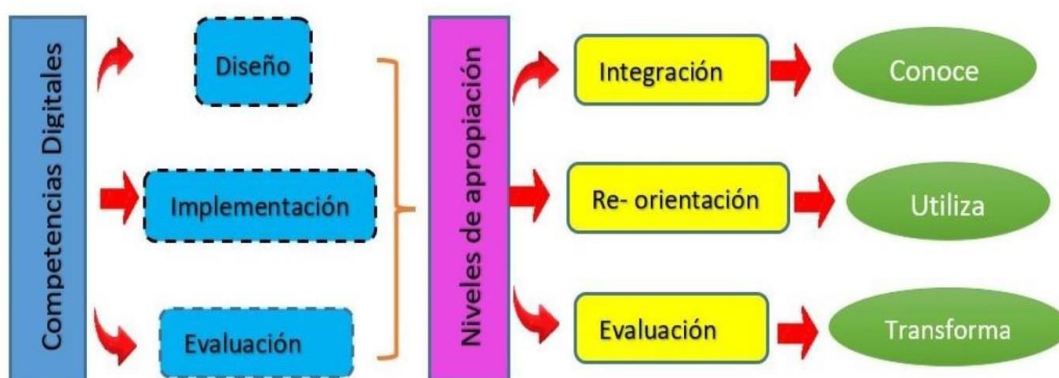 Competencias Digitales
Diseño
Implementación
Evaluación
Niveles de apropiación
Integración
Conoce
Re- orientación
Utiliza
Evaluación
Transforma